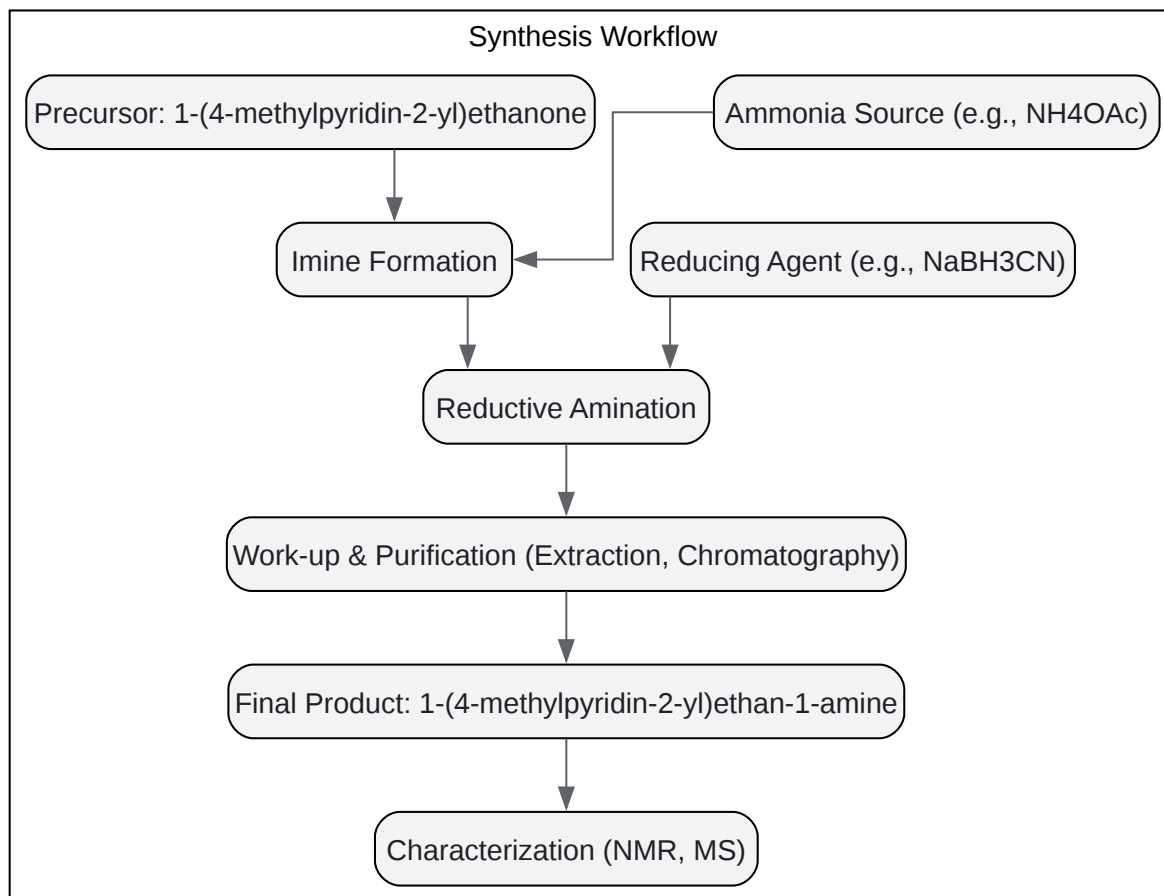 Synthesis Workflow
Precursor: 1-(4-methylpyridin-2-yl)ethanone
Ammonia Source (e.g., NH4OAc)
Imine Formation
Reducing Agent (e.g., NaBH3CN)
Reductive Amination
Work-up & Purification (Extraction, Chromatography)
Final Product: 1-(4-methylpyridin-2-yl)ethan-1-amine
Characterization (NMR, MS)